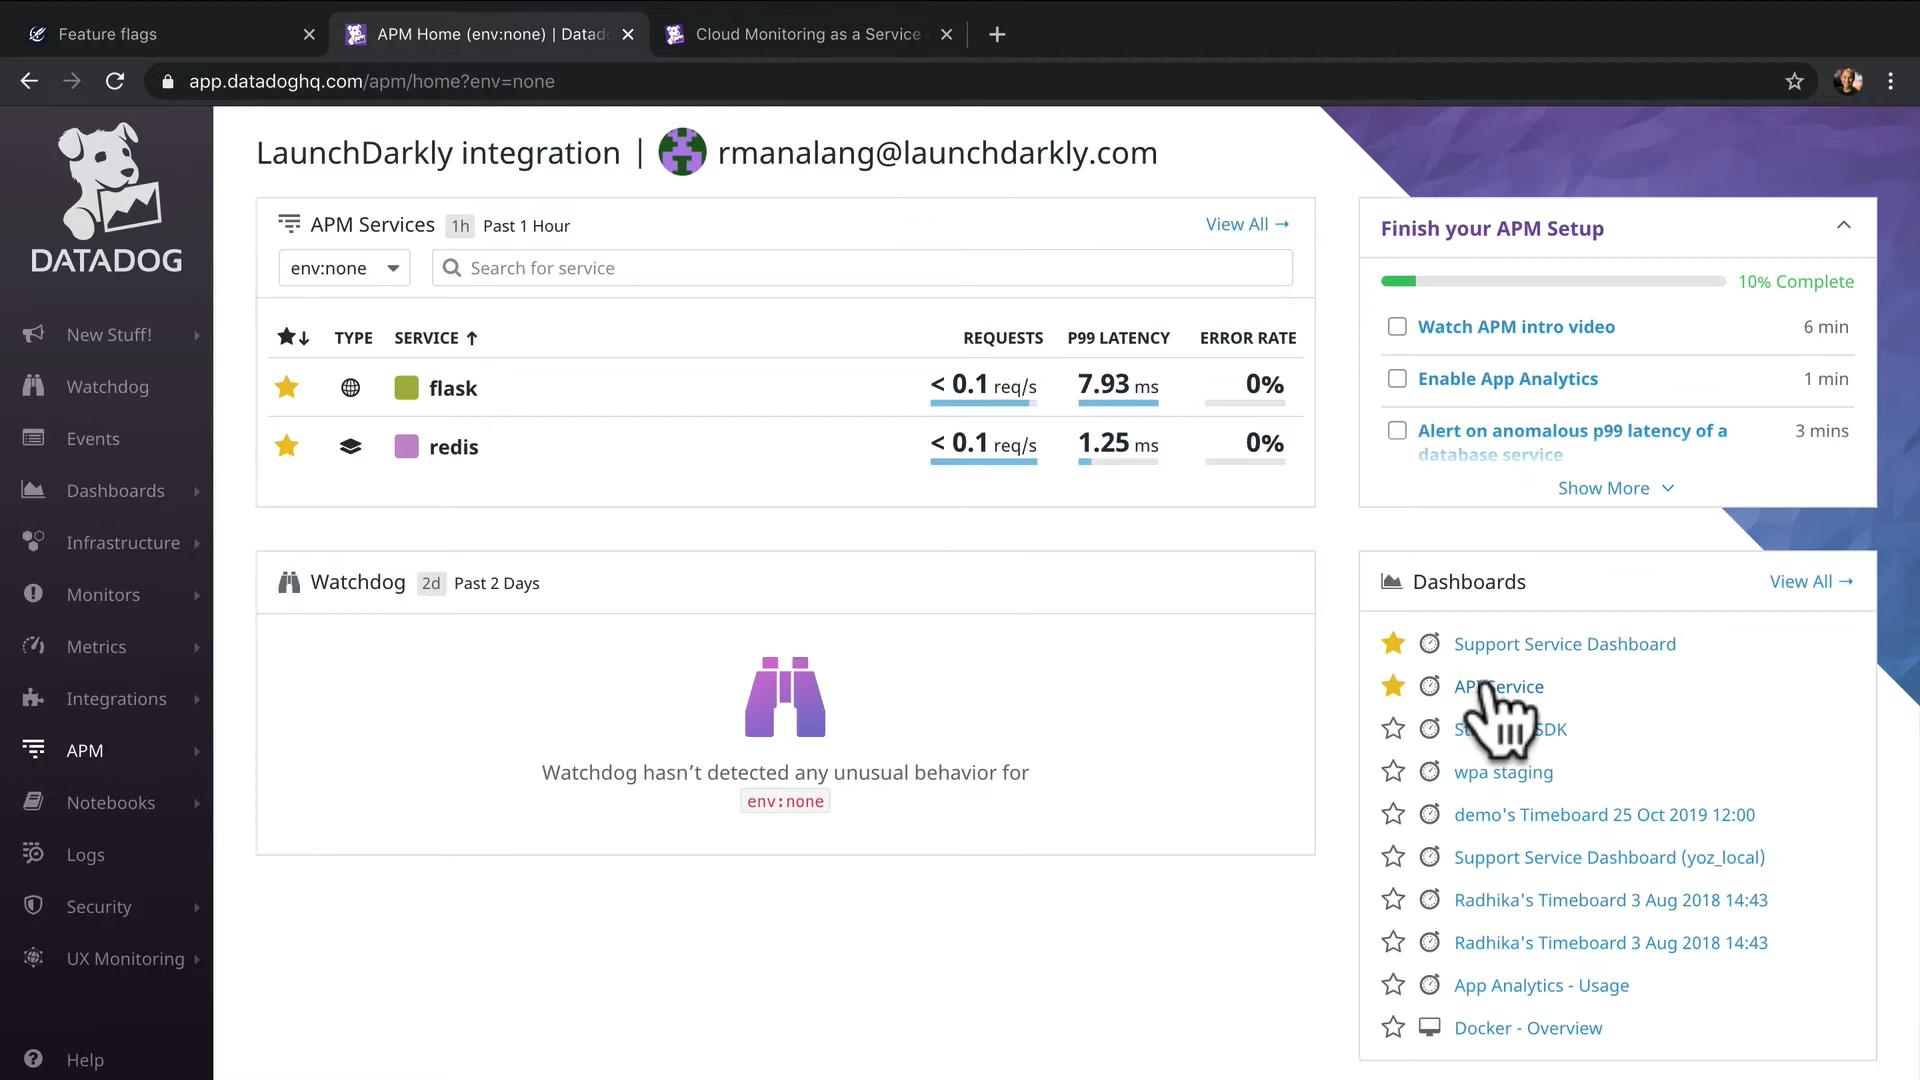 Feature flags
APM Home (env:none) | Datad
Cloud Monitoring as a Service
app.datadoghq.com/apm/home?env=none
DATADOG
New Stuff!
Watchdog
Events
Dashboards
Infrastructure
Monitors
Metrics
Integrations
APM
Notebooks
Logs
Security
UX Monitoring
Help
LaunchDarkly integration | rmanalang@launchdarkly.com
APM Services 1h Past 1 Hour
View All →
env:none
Search for service
TYPE SERVICE ↑ REQUESTS P99 LATENCY ERROR RATE
flask < 0.1 req/s 7.93 ms 0%
redis < 0.1 req/s 1.25 ms 0%
Watchdog 2d Past 2 Days
Watchdog hasn’t detected any unusual behavior for
env:none
Finish your APM Setup
10% Complete
Watch APM intro video 6 min
Enable App Analytics 1 min
Alert on anomalous p99 latency of a 3 mins
database service
Show More
Dashboards View All →
Support Service Dashboard
Service
SDK
wpa staging
demo's Timeboard 25 Oct 2019 12:00
Support Service Dashboard (yoz_local)
Radhika's Timeboard 3 Aug 2018 14:43
Radhika's Timeboard 3 Aug 2018 14:43
App Analytics - Usage
Docker - Overview